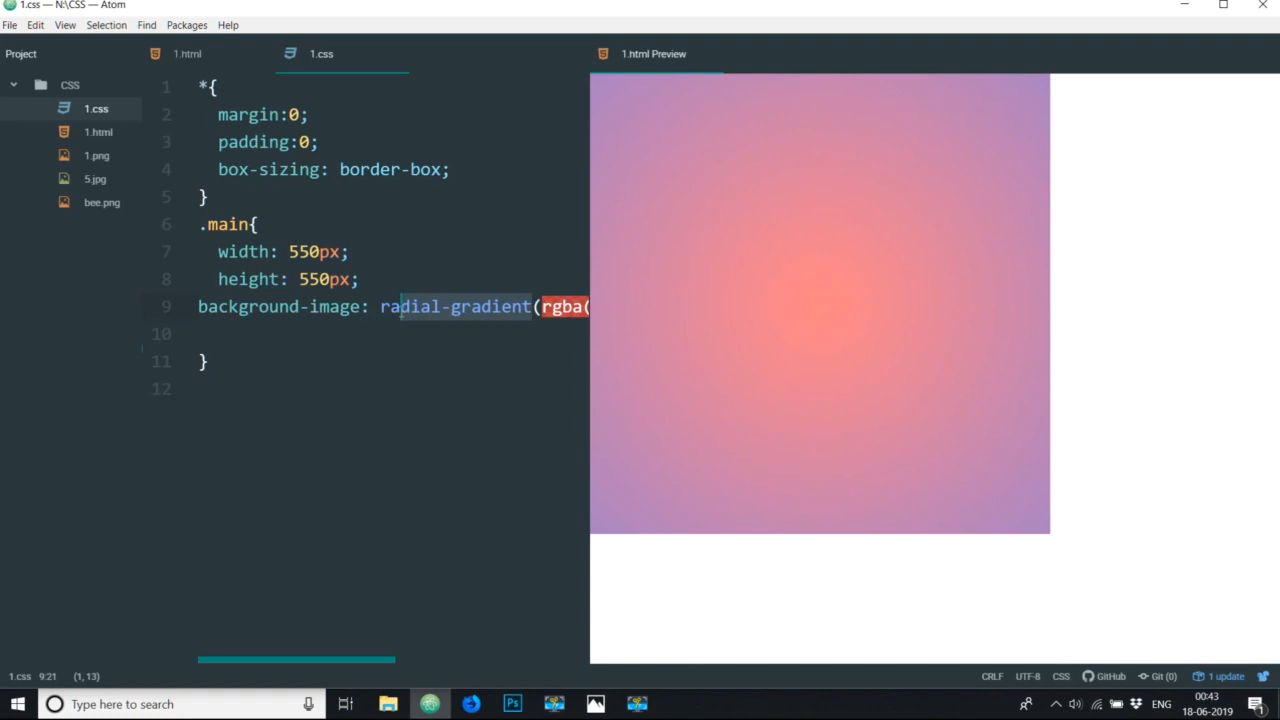 1.css — N:\CSS — Atom
File Edit View Selection Find Packages Help
Project
1.html
1.css
1.html Preview
CSS
1.css
1.html
1.png
5.jpg
bee.png
1 *{
2 margin:0;
3 padding:0;
4 box-sizing: border-box;
5 }
6 .main{
7 width: 550px;
8 height: 550px;
9 background-image: radial-gradient(rgba(
10
11 }
12
1.css 9:21 (1, 13)
CRLF UTF-8 CSS GitHub Git (0) 1 update
Type here to search
Ps
ENG
00:43
18-06-2019
1